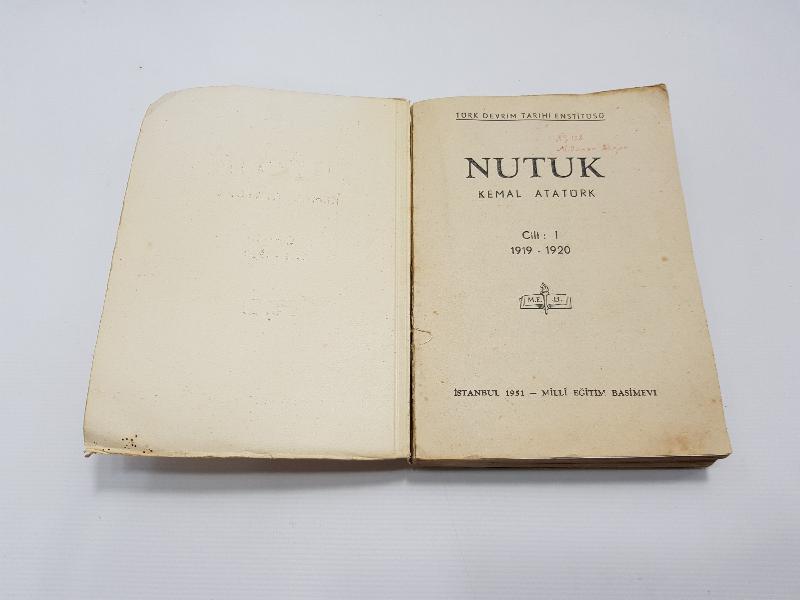 TÜRK DEVRİM TARİHİ ENSTİTÜSÜ
NUTUK
KEMAL ATATÜRK
Cilt : I
1919 - 1920
M.E. B.
İSTANBUL 1951 — MİLLÎ EĞİTİM BASIMEVİ